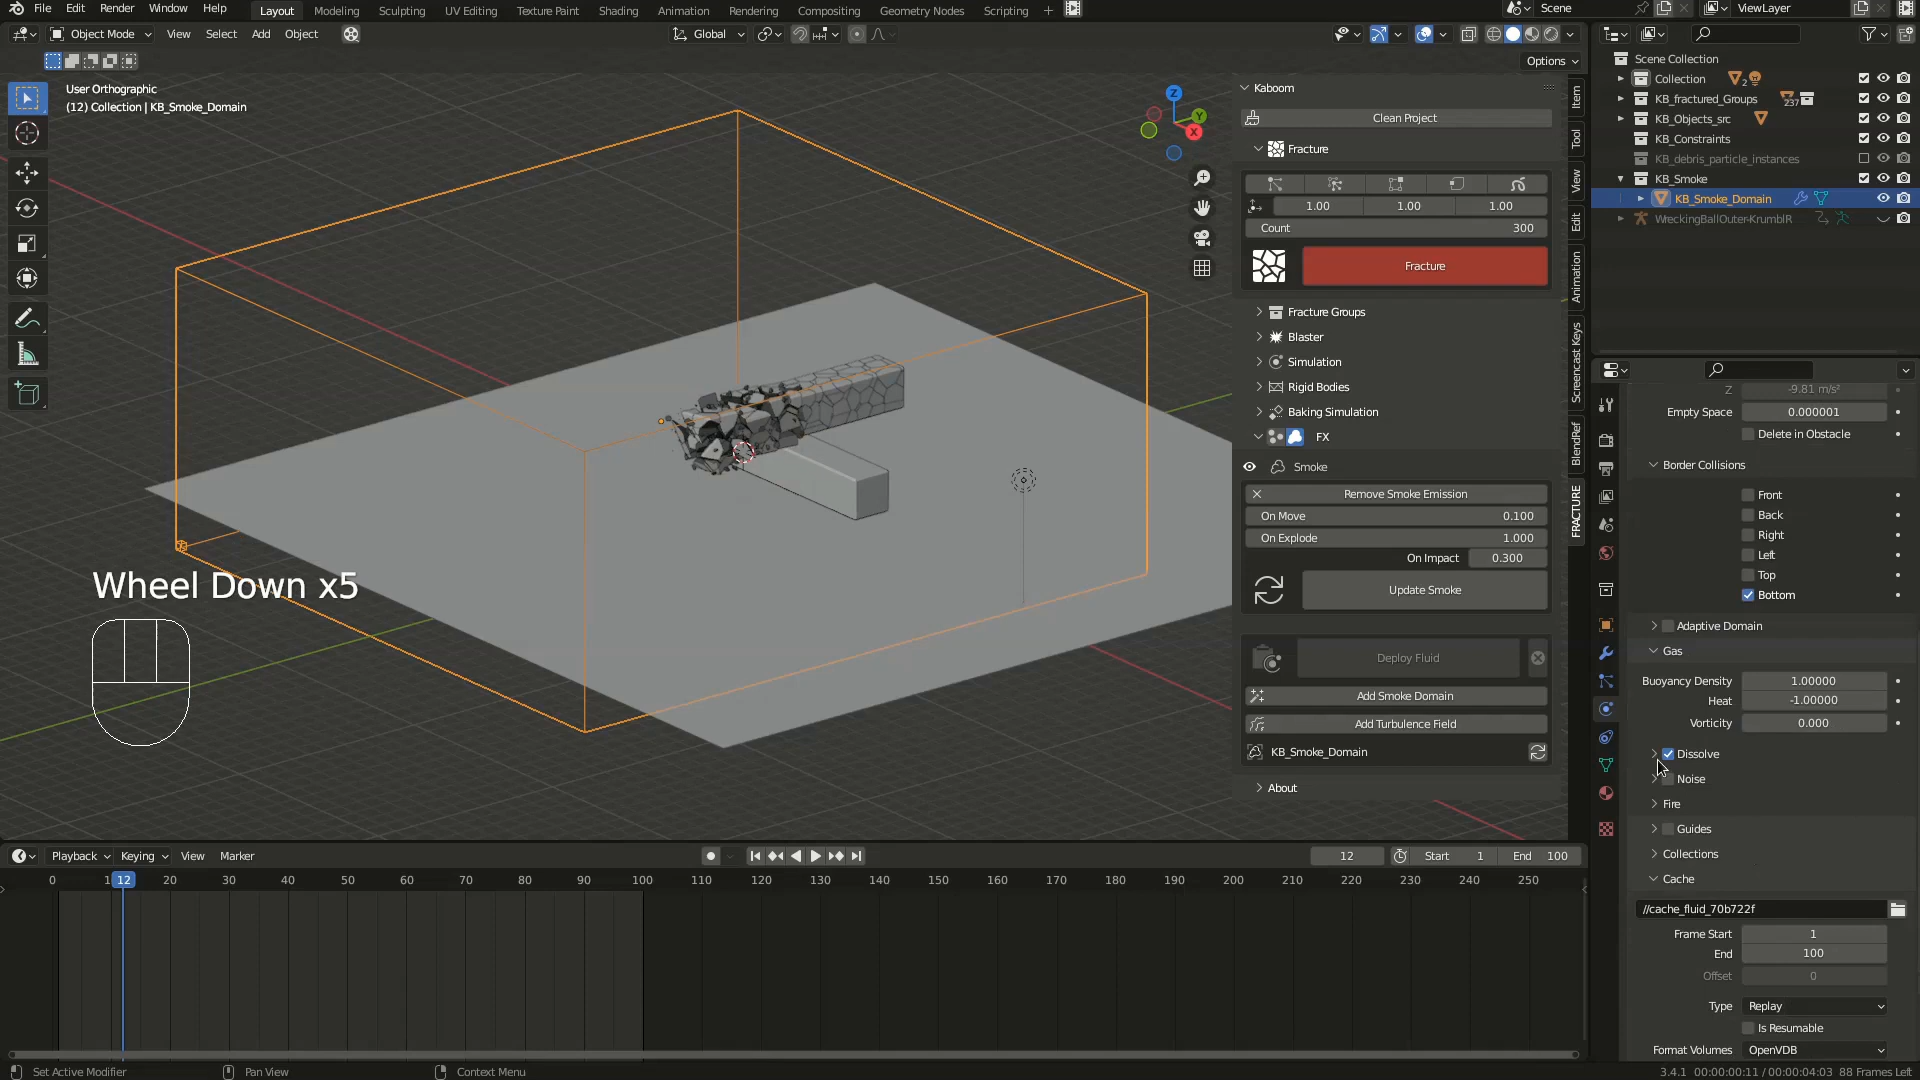 File Edit Render Window Help Layout Modeling Sculpting UV Editing Texture Paint Shading Animation Rendering Compositing Geometry Nodes Scripting + Scene ViewLayer
Object Mode View Select Add Object Global
Options
User Orthographic
(12) Collection | KB_Smoke_Domain
Wheel Down x5
Z
Y
X
Kaboom
Clean Project
Fracture
1.00 1.00 1.00
Count 300
Fracture
Fracture Groups
Blaster
Simulation
Rigid Bodies
Baking Simulation
FX
Smoke
Remove Smoke Emission
On Move 0.100
On Explode 1.000
On Impact 0.300
Update Smoke
Deploy Fluid
Add Smoke Domain
Add Turbulence Field
KB_Smoke_Domain
About
Item
Tool
View
Edit
Animation
Screencast Keys
BlendRef
FRACTURE
Scene Collection
Collection 2
KB_fractured_Groups 237
KB_Objects_src
KB_Constraints
KB_debris_particle_instances
KB_Smoke
KB_Smoke_Domain
WreckingBallOuter-KrumblR
Z -9.81 m/s²
Empty Space 0.000001
Delete in Obstacle
Border Collisions
Front
Back
Right
Left
Top
Bottom
Adaptive Domain
Gas
Buoyancy Density 1.00000
Heat -1.00000
Vorticity 0.000
Dissolve
Noise
Fire
Guides
Collections
Cache
//cache_fluid_70b722f
Frame Start 1
End 100
Offset 0
Type Replay
Is Resumable
Format Volumes OpenVDB
Playback Keying View Marker 12 Start 1 End 100
0 1 12 20 30 40 50 60 70 80 90 100 110 120 130 140 150 160 170 180 190 200 210 220 230 240 250
Set Active Modifier Pan View Context Menu 3.4.1 00:00:00:11 / 00:00:04:03 88 Frames Left